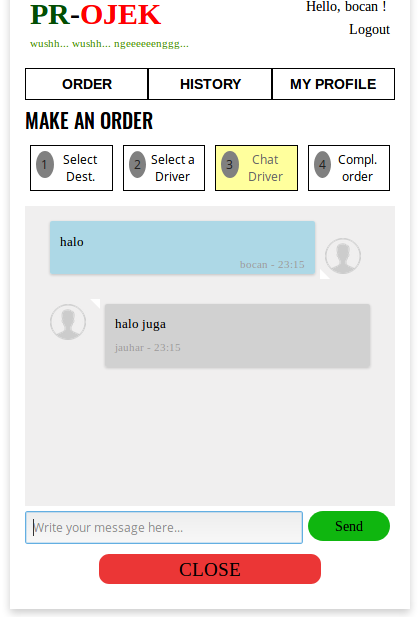 PR-OJEK
Hello, bocan !
wushh... wushh... ngeeeeeenggg...
Logout
ORDER HISTORY MY PROFILE
MAKE AN ORDER
1 Select Dest.
2 Select a Driver
3 Chat Driver
4 Compl. order
halo
bocan - 23:15
halo juga
jauhar - 23:15
Write your message here...
Send
CLOSE